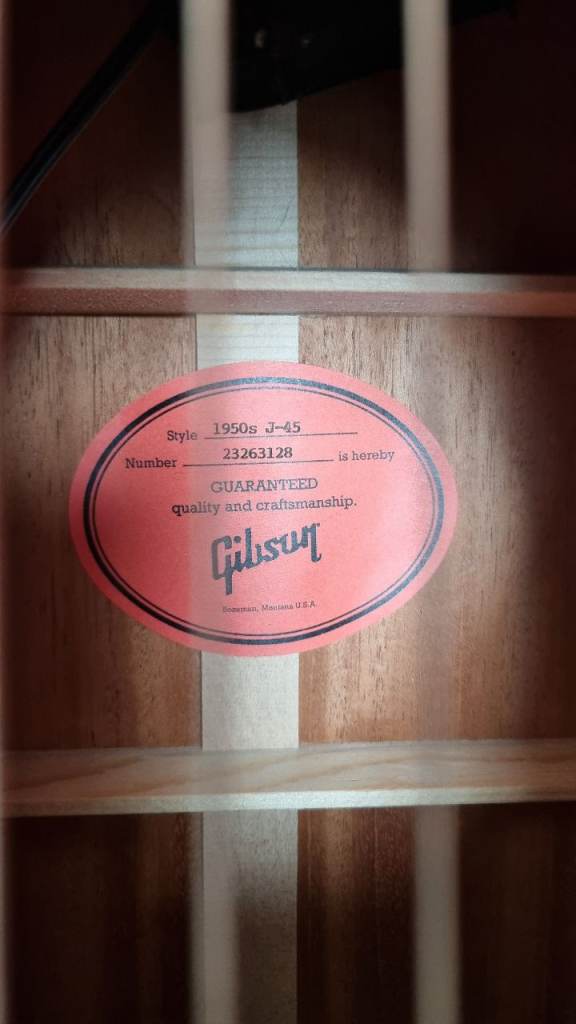 Style 1950s J-45
Number 23263128 is hereby
GUARANTEED
quality and craftsmanship.
Gibson
Bozeman, Montana U.S.A.